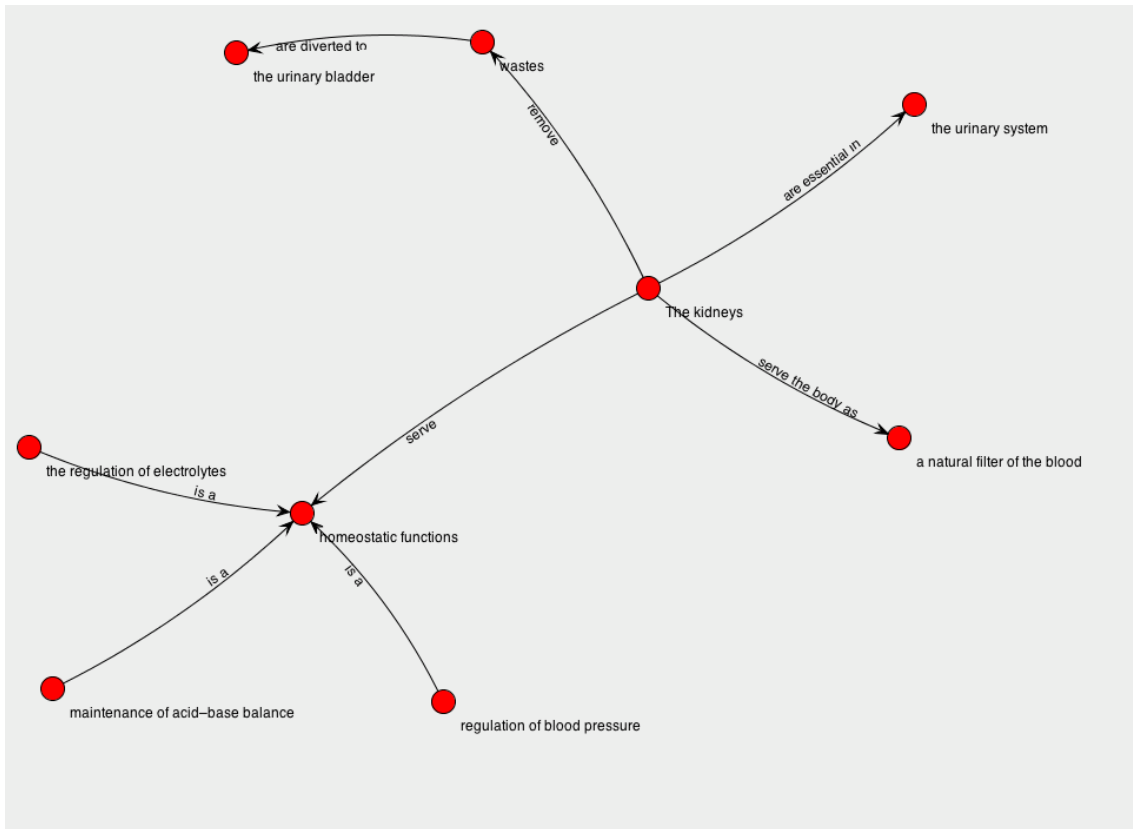 are diverted to
the urinary bladder
wastes
remove
the urinary system
are essential in
The kidneys
serve the body as
serve
a natural filter of the blood
the regulation of electrolytes
is a
homeostatic functions
is a
is a
maintenance of acid–base balance
regulation of blood pressure